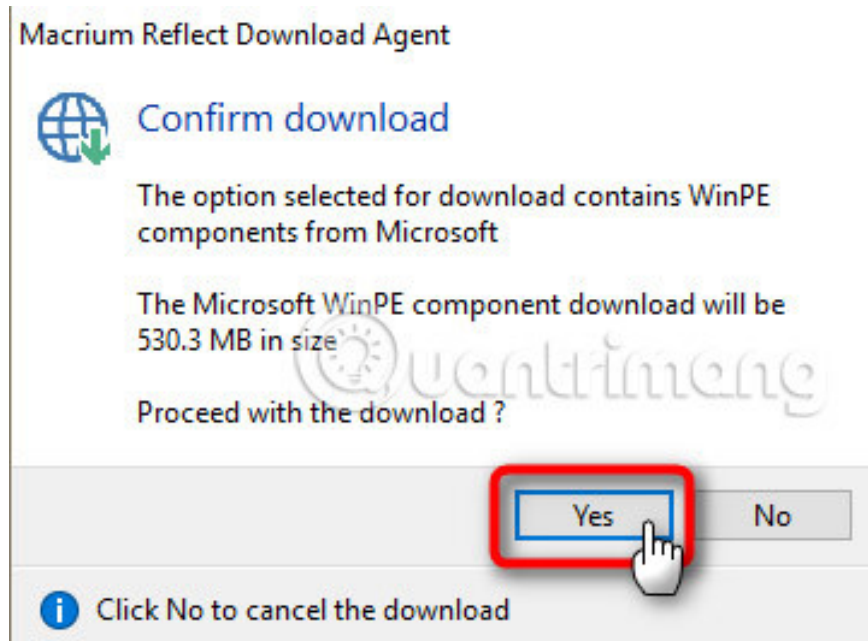 Macrium Reflect Download Agent
Confirm download
The option selected for download contains WinPE
components from Microsoft
The Microsoft WinPE component download will be
530.3 MB in size
Quantrimang
Proceed with the download ?
Yes
No
Click No to cancel the download